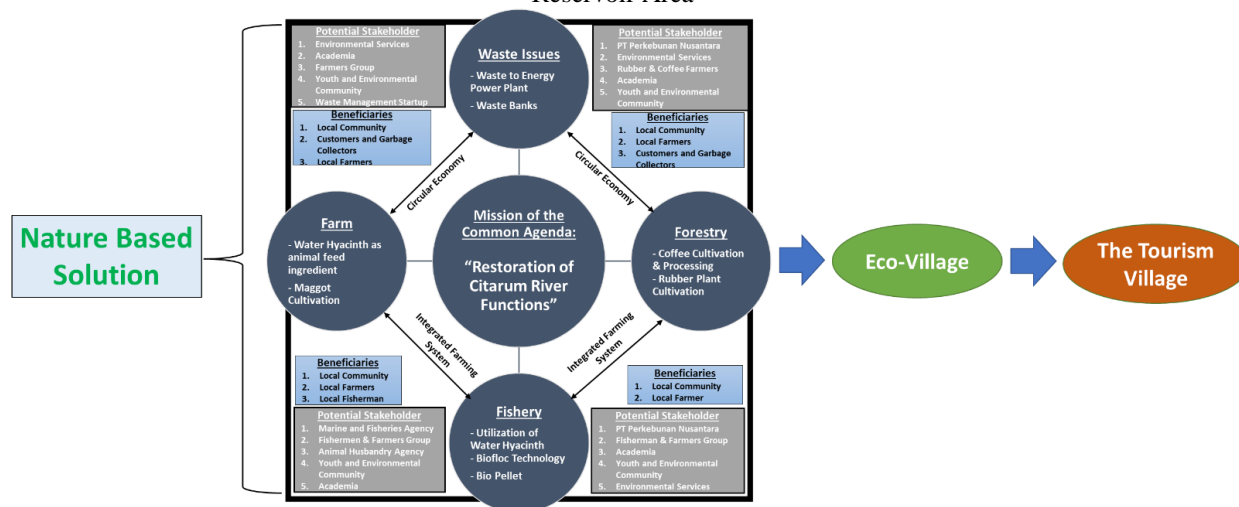 Reservoir Area
Potential Stakeholder
1. Environmental Services
2. Academia
3. Farmers Group
4. Youth and Environmental
Community
5. Waste Management Startup
Beneficiaries
1. Local Community
2. Customers and Garbage
Collectors
3. Local Farmers
Waste Issues
- Waste to Energy
Power Plant
- Waste Banks
Potential Stakeholder
1. PT Perkebunan Nusantara
2. Environmental Services
3. Rubber & Coffee Farmers
4. Academia
5. Youth and Environmental
Community
Beneficiaries
1. Local Community
2. Local Farmers
3. Customers and Garbage
Collectors
Circular Economy
Circular Economy
Nature Based
Solution
Farm
- Water Hyacinth as
animal feed
ingredient
- Maggot
Cultivation
Mission of the
Common Agenda:
“Restoration of
Citarum River
Functions”
Forestry
- Coffee Cultivation
& Processing
- Rubber Plant
Cultivation
Eco-Village
The Tourism
Village
Integrated Farming
System
Integrated Farming
System
Beneficiaries
1. Local Community
2. Local Farmers
3. Local Fisherman
Potential Stakeholder
1. Marine and Fisheries Agency
2. Fishermen & Farmers Group
3. Animal Husbandry Agency
4. Youth and Environmental
Community
5. Academia
Fishery
- Utilization of
Water Hyacinth
- Biofloc Technology
- Bio Pellet
Beneficiaries
1. Local Community
2. Local Farmer
Potential Stakeholder
1. PT Perkebunan Nusantara
2. Fisherman & Farmers Group
3. Academia
4. Youth and Environmental
Community
5. Environmental Services